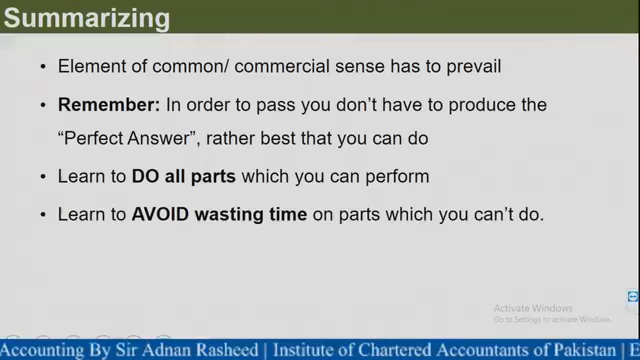 Summarizing
• Element of common/ commercial sense has to prevail
• Remember: In order to pass you don't have to produce the
“Perfect Answer”, rather best that you can do
• Learn to DO all parts which you can perform
• Learn to AVOID wasting time on parts which you can't do.
Activate Windows
Go to Settings to activate Windows.
Accounting By Sir Adnan Rasheed | Institute of Chartered Accountants of Pakistan | E